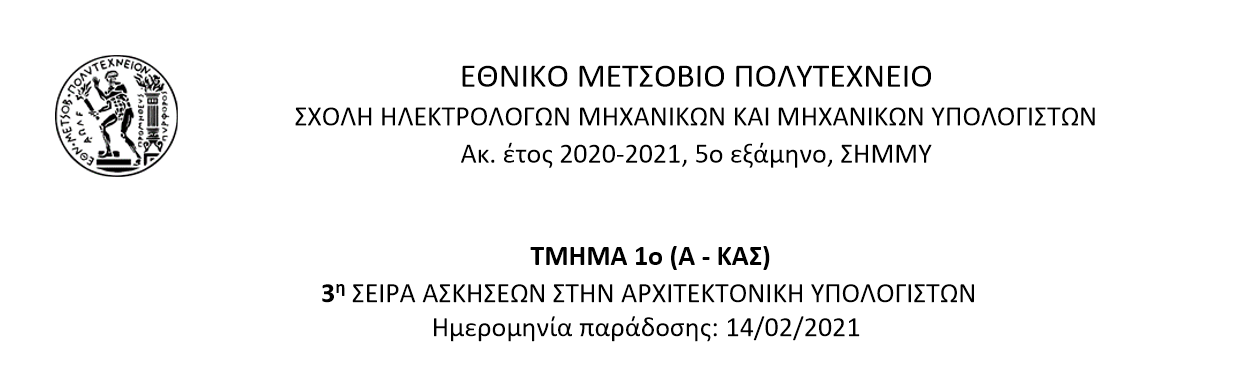 ΕΘΝΙΚΟ ΜΕΤΣΟΒΙΟ ΠΟΛΥΤΕΧΝΕΙΟ
ΣΧΟΛΗ ΗΛΕΚΤΡΟΛΟΓΩΝ ΜΗΧΑΝΙΚΩΝ ΚΑΙ ΜΗΧΑΝΙΚΩΝ ΥΠΟΛΟΓΙΣΤΩΝ
Ακ. έτος 2020-2021, 5ο εξάμηνο, ΣΗΜΜΥ
ΤΜΗΜΑ 1ο (Α - ΚΑΣ)
3η ΣΕΙΡΑ ΑΣΚΗΣΕΩΝ ΣΤΗΝ ΑΡΧΙΤΕΚΤΟΝΙΚΗ ΥΠΟΛΟΓΙΣΤΩΝ
Ημερομηνία παράδοσης: 14/02/2021